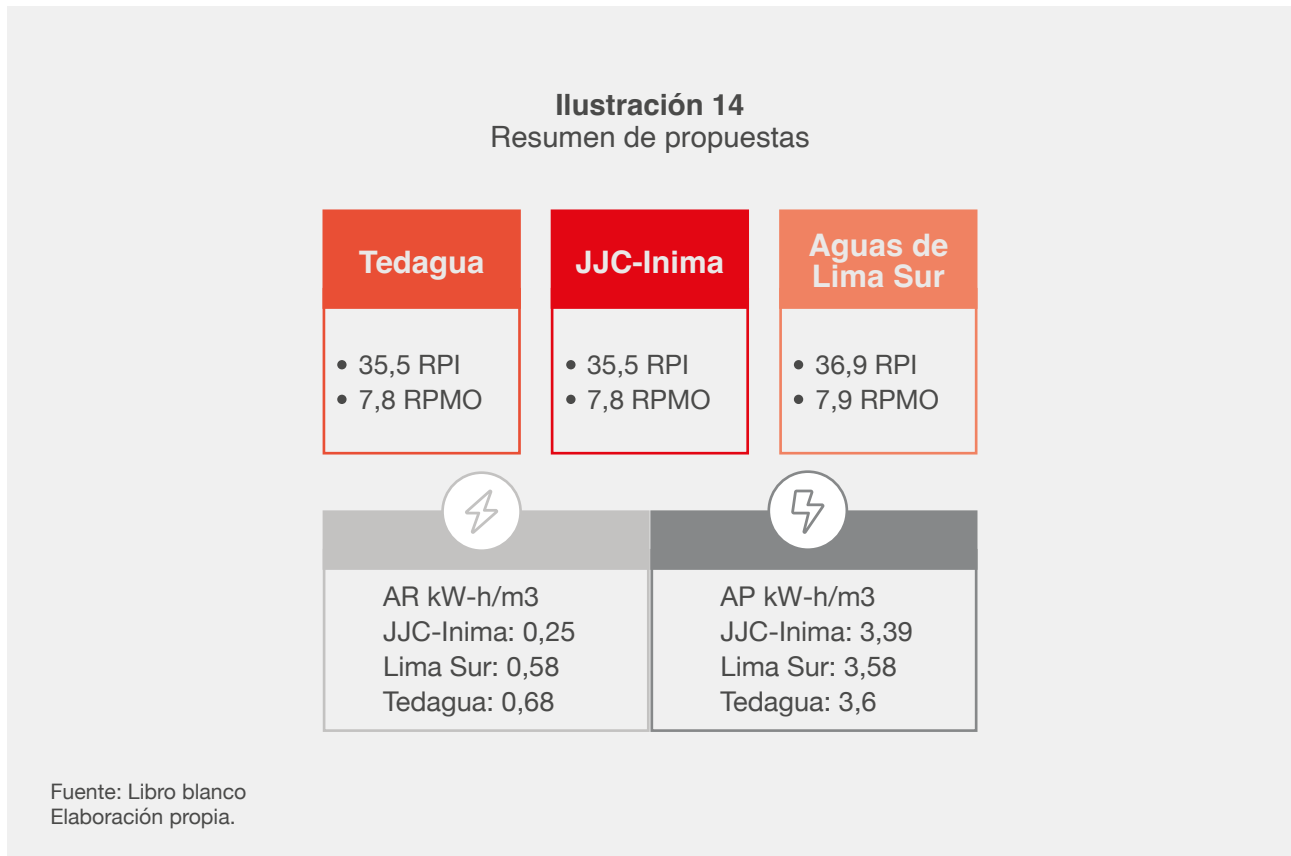 Ilustración 14
Resumen de propuestas
Tedagua
• 35,5 RPI
• 7,8 RPMO
JJC-Inima
• 35,5 RPI
• 7,8 RPMO
Aguas de
Lima Sur
• 36,9 RPI
• 7,9 RPMO
AR kW-h/m3
JJC-Inima: 0,25
Lima Sur: 0,58
Tedagua: 0,68
AP kW-h/m3
JJC-Inima: 3,39
Lima Sur: 3,58
Tedagua: 3,6
Fuente: Libro blanco
Elaboración propia.